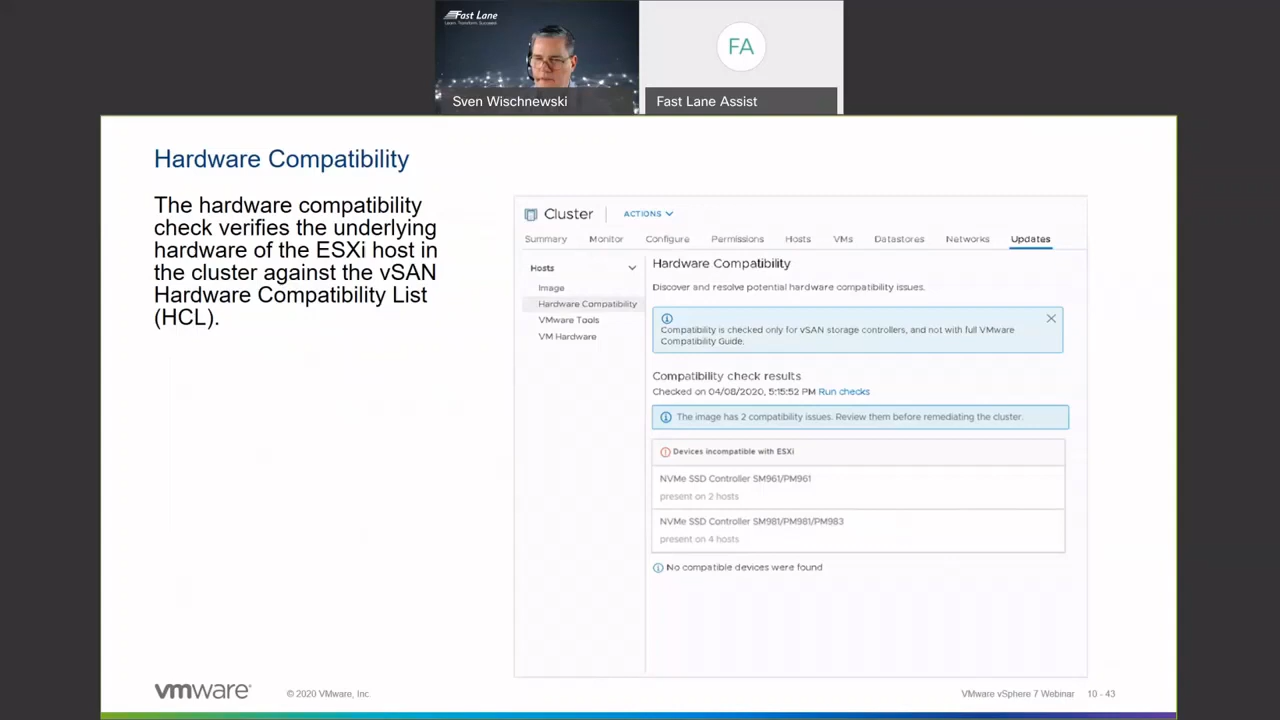 Fast Lane
FA
Sven Wischnewski
Fast Lane Assist
Hardware Compatibility
The hardware compatibility
check verifies the underlying
hardware of the ESXi host in
the cluster against the vSAN
Hardware Compatibility List
(HCL).
Cluster ACTIONS
Summary Monitor Configure Permissions Hosts VMs Datastores Networks Updates
Hosts
Image
Hardware Compatibility
VMware Tools
VM Hardware
Hardware Compatibility
Discover and resolve potential hardware compatibility issues.
Compatibility is checked only for vSAN storage controllers, and not with full VMware
Compatibility Guide.
Compatibility check results
Checked on 04/08/2020, 5:15:52 PM Run checks
The image has 2 compatibility issues. Review them before remediating the cluster.
Devices incompatible with ESXi
NVMe SSD Controller SM961/PM961
present on 2 hosts
NVMe SSD Controller SM981/PM981/PM983
present on 4 hosts
No compatible devices were found
vmware
© 2020 VMware, Inc.
VMware vSphere 7 Webinar 10 - 43